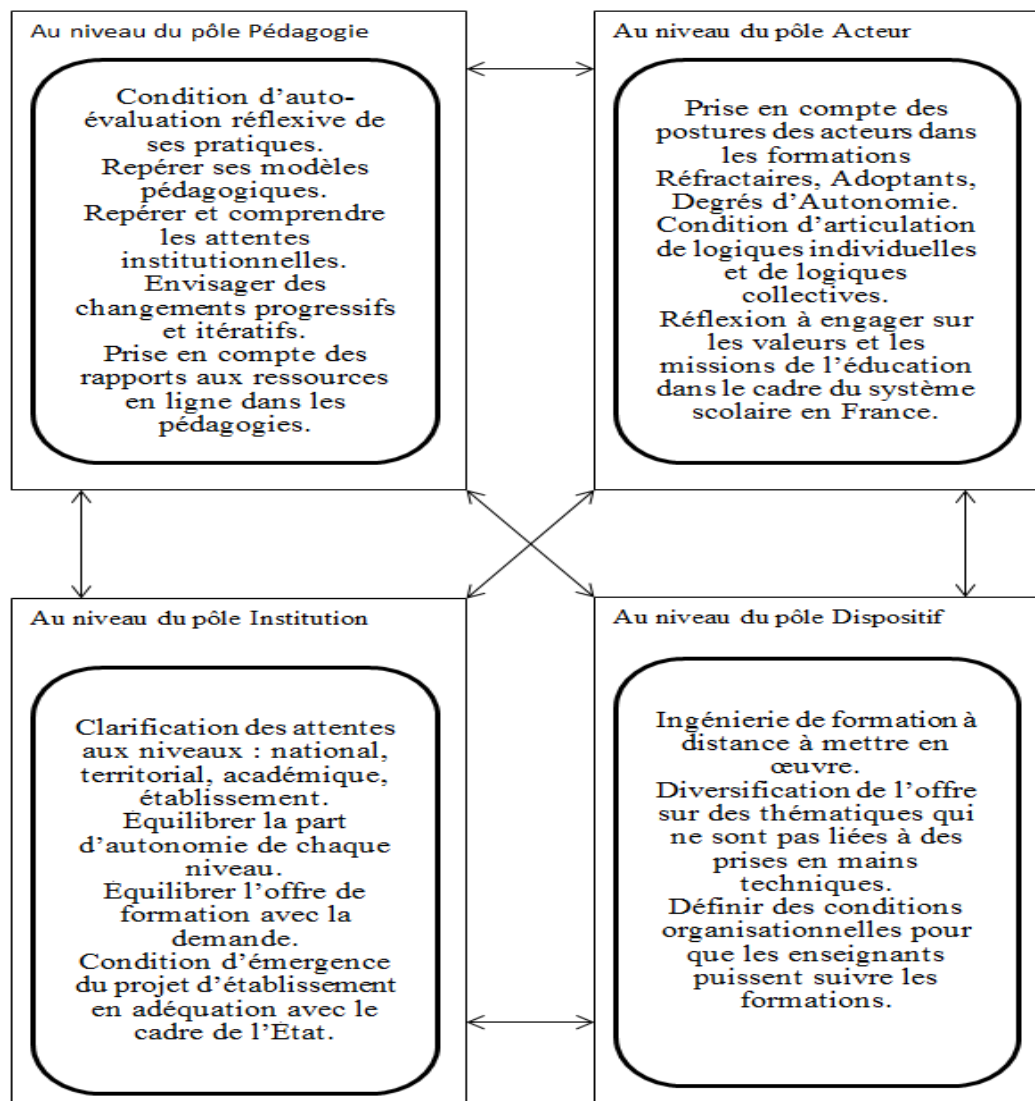 Au niveau du pôle Pédagogie
Condition d’auto-
évaluation réflexive de
ses pratiques.
Repérer ses modèles
pédagogiques.
Repérer et comprendre
les attentes
institutionnelles.
Envisager des
changements progressifs
et itératifs.
Prise en compte des
rapports aux ressources
en ligne dans les
pédagogies.
Au niveau du pôle Acteur
Prise en compte des
postures des acteurs dans
les formations
Réfractaires, Adoptants,
Degrés d’Autonomie.
Condition d’articulation
de logiques individuelles
et de logiques
collectives.
Réflexion à engager sur
les valeurs et les
missions de l’éducation
dans le cadre du système
scolaire en France.
Au niveau du pôle Institution
Clarification des attentes
aux niveaux : national,
territorial, académique,
établissement.
Équilibrer la part
d’autonomie de chaque
niveau.
Équilibrer l’offre de
formation avec la
demande.
Condition d’émergence
du projet d’établissement
en adéquation avec le
cadre de l’État.
Au niveau du pôle Dispositif
Ingénierie de formation à
distance à mettre en
œuvre.
Diversification de l’offre
sur des thématiques qui
ne sont pas liées à des
prises en mains
techniques.
Définir des conditions
organisationnelles pour
que les enseignants
puissent suivre les
formations.